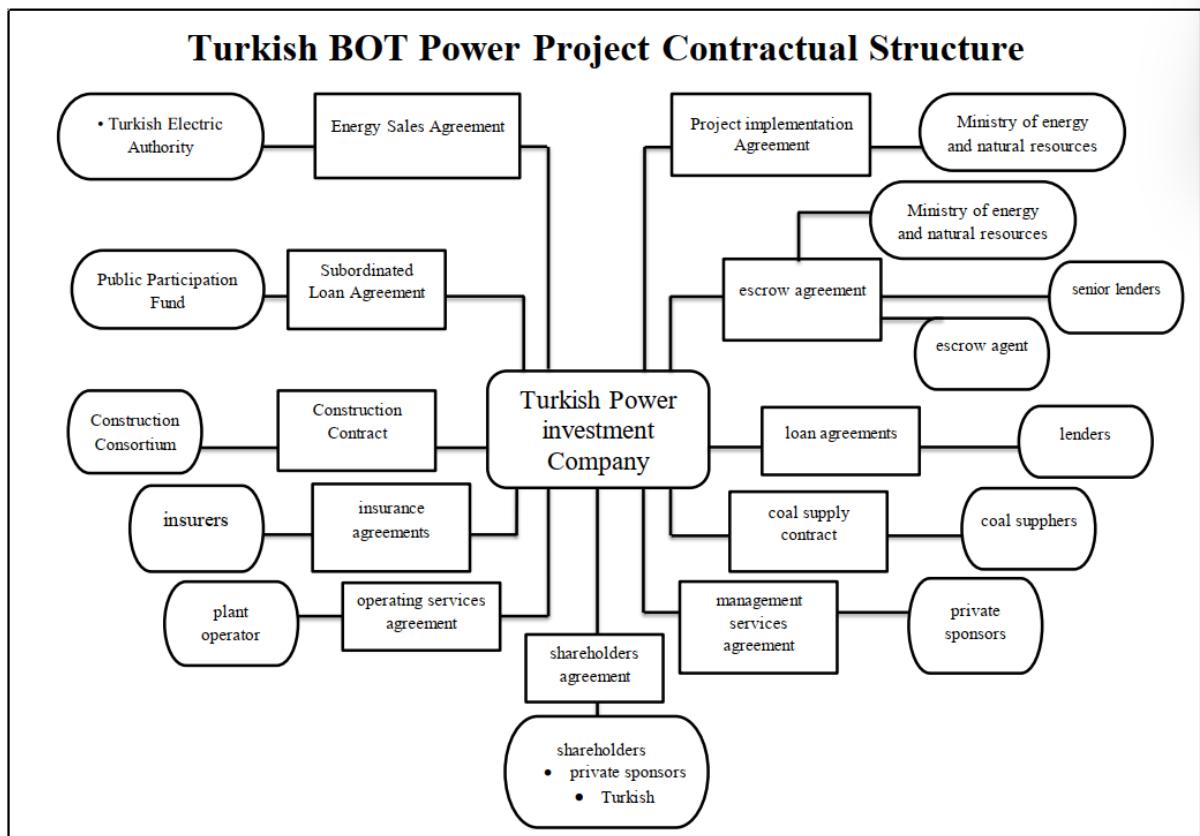 Turkish BOT Power Project Contractual Structure
• Turkish Electric
Authority
Energy Sales Agreement
Project implementation
Agreement
Ministry of energy
and natural resources
Ministry of energy
and natural resources
Public Participation
Fund
Subordinated
Loan Agreement
escrow agreement
senior lenders
escrow agent
Turkish Power
investment
Company
Construction
Consortium
Construction
Contract
loan agreements
lenders
insurers
insurance
agreements
coal supply
contract
coal supphers
plant
operator
operating services
agreement
management
services
agreement
private
sponsors
shareholders
agreement
shareholders
• private sponsors
• Turkish